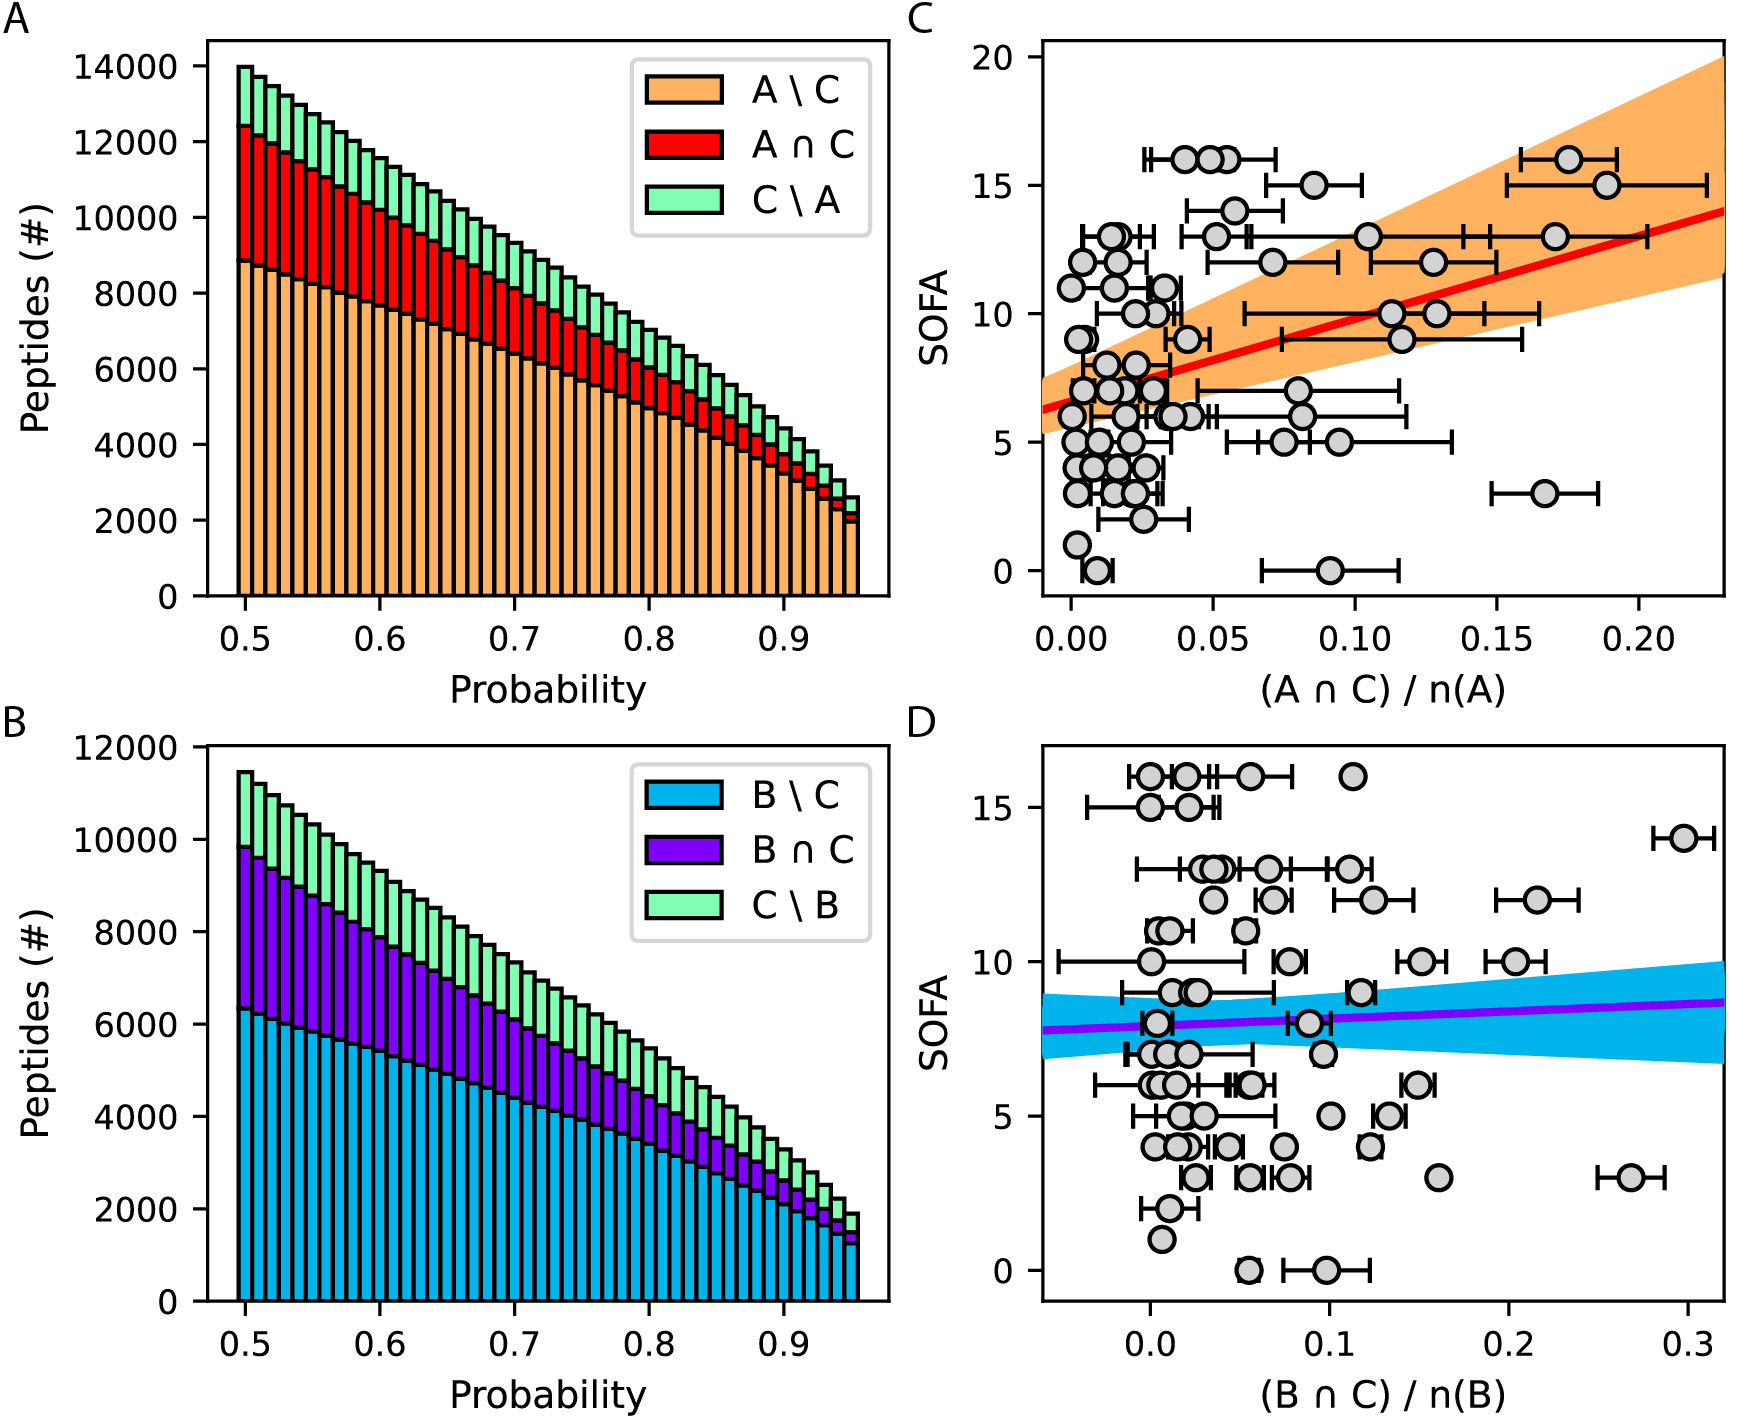 A
14000
12000
10000
8000
6000
4000
2000
0
Peptides (#)
A \ C
A ∩ C
C \ A
0.5 0.6 0.7 0.8 0.9
Probability
C
20
15
10
5
0
SOFA
0.00 0.05 0.10 0.15 0.20
(A ∩ C) / n(A)
B
12000
10000
8000
6000
4000
2000
0
Peptides (#)
B \ C
B ∩ C
C \ B
0.5 0.6 0.7 0.8 0.9
Probability
D
15
10
5
0
SOFA
0.0 0.1 0.2 0.3
(B ∩ C) / n(B)